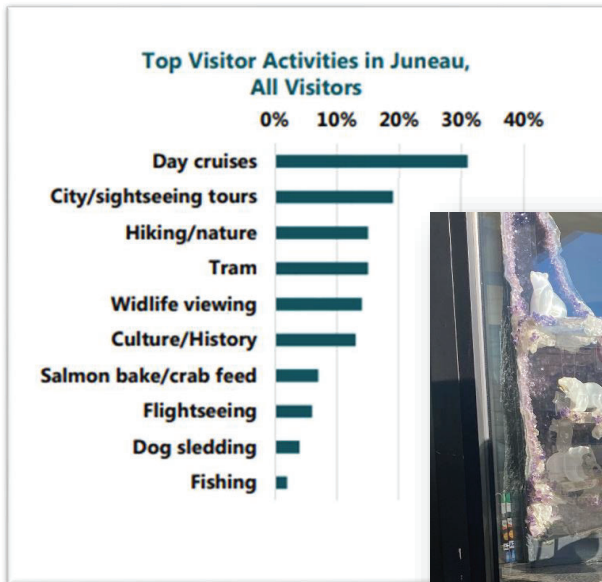 Top Visitor Activities in Juneau,
All Visitors
0% 10% 20% 30% 40%
Day cruises
City/sightseeing tours
Hiking/nature
Tram
Widlife viewing
Culture/History
Salmon bake/crab feed
Flightseeing
Dog sledding
Fishing